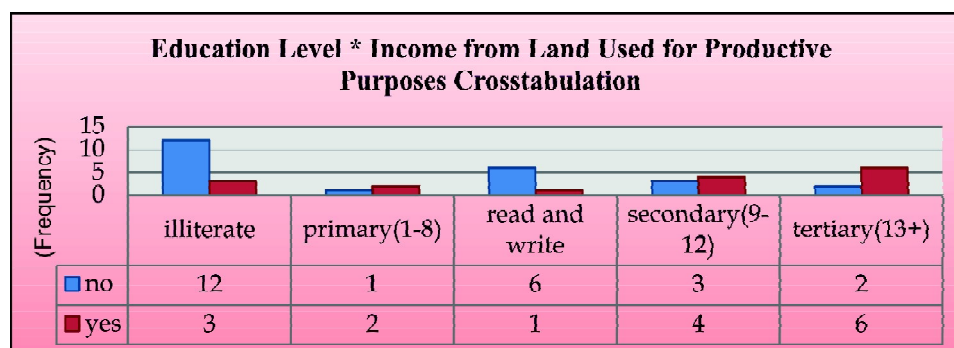 Education Level * Income from Land Used for Productive
Purposes Crosstabulation
(Frequency)
15
10
5
0
illiterate primary(1-8) read and write secondary(9-12) tertiary(13+)
no 12 1 6 3 2
yes 3 2 1 4 6